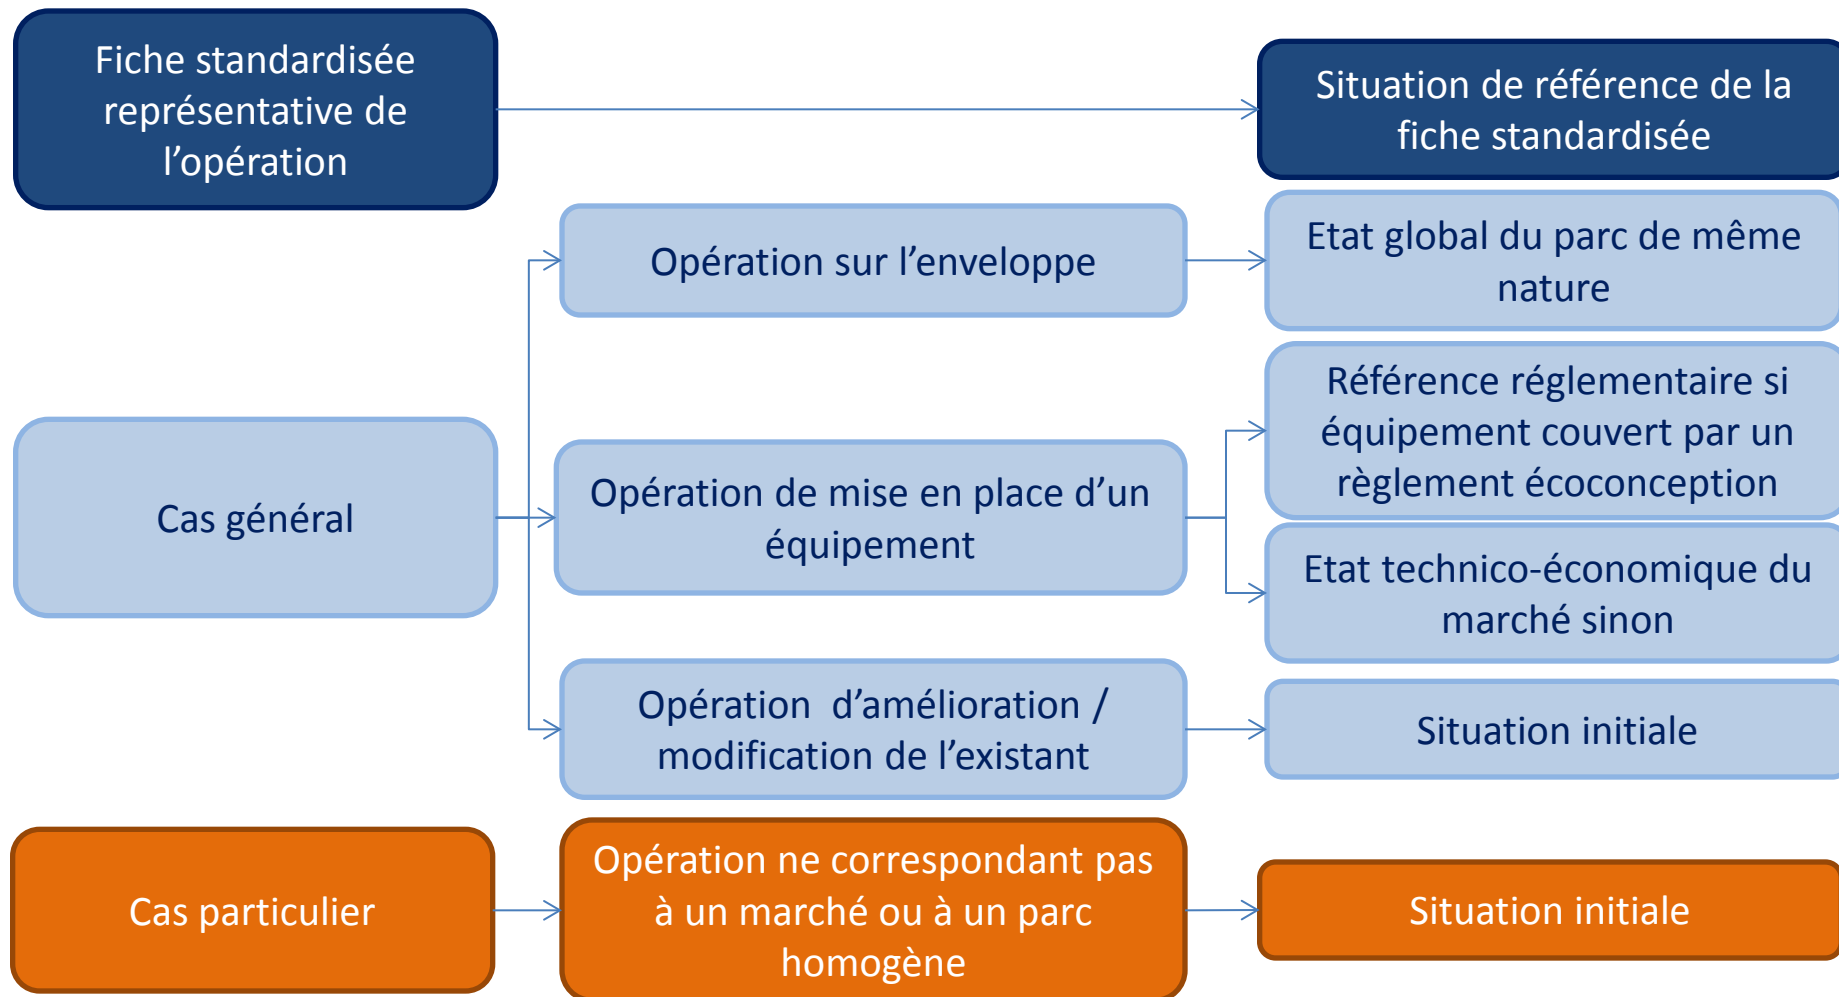 Fiche standardisée
représentative de
l’opération
Situation de référence de la
fiche standardisée
Cas général
Opération sur l’enveloppe
Etat global du parc de même
nature
Opération de mise en place d’un
équipement
Référence réglementaire si
équipement couvert par un
règlement écoconception
Etat technico-économique du
marché sinon
Opération  d’amélioration /
modification de l’existant
Situation initiale
Cas particulier
Opération ne correspondant pas
à un marché ou à un parc
homogène
Situation initiale